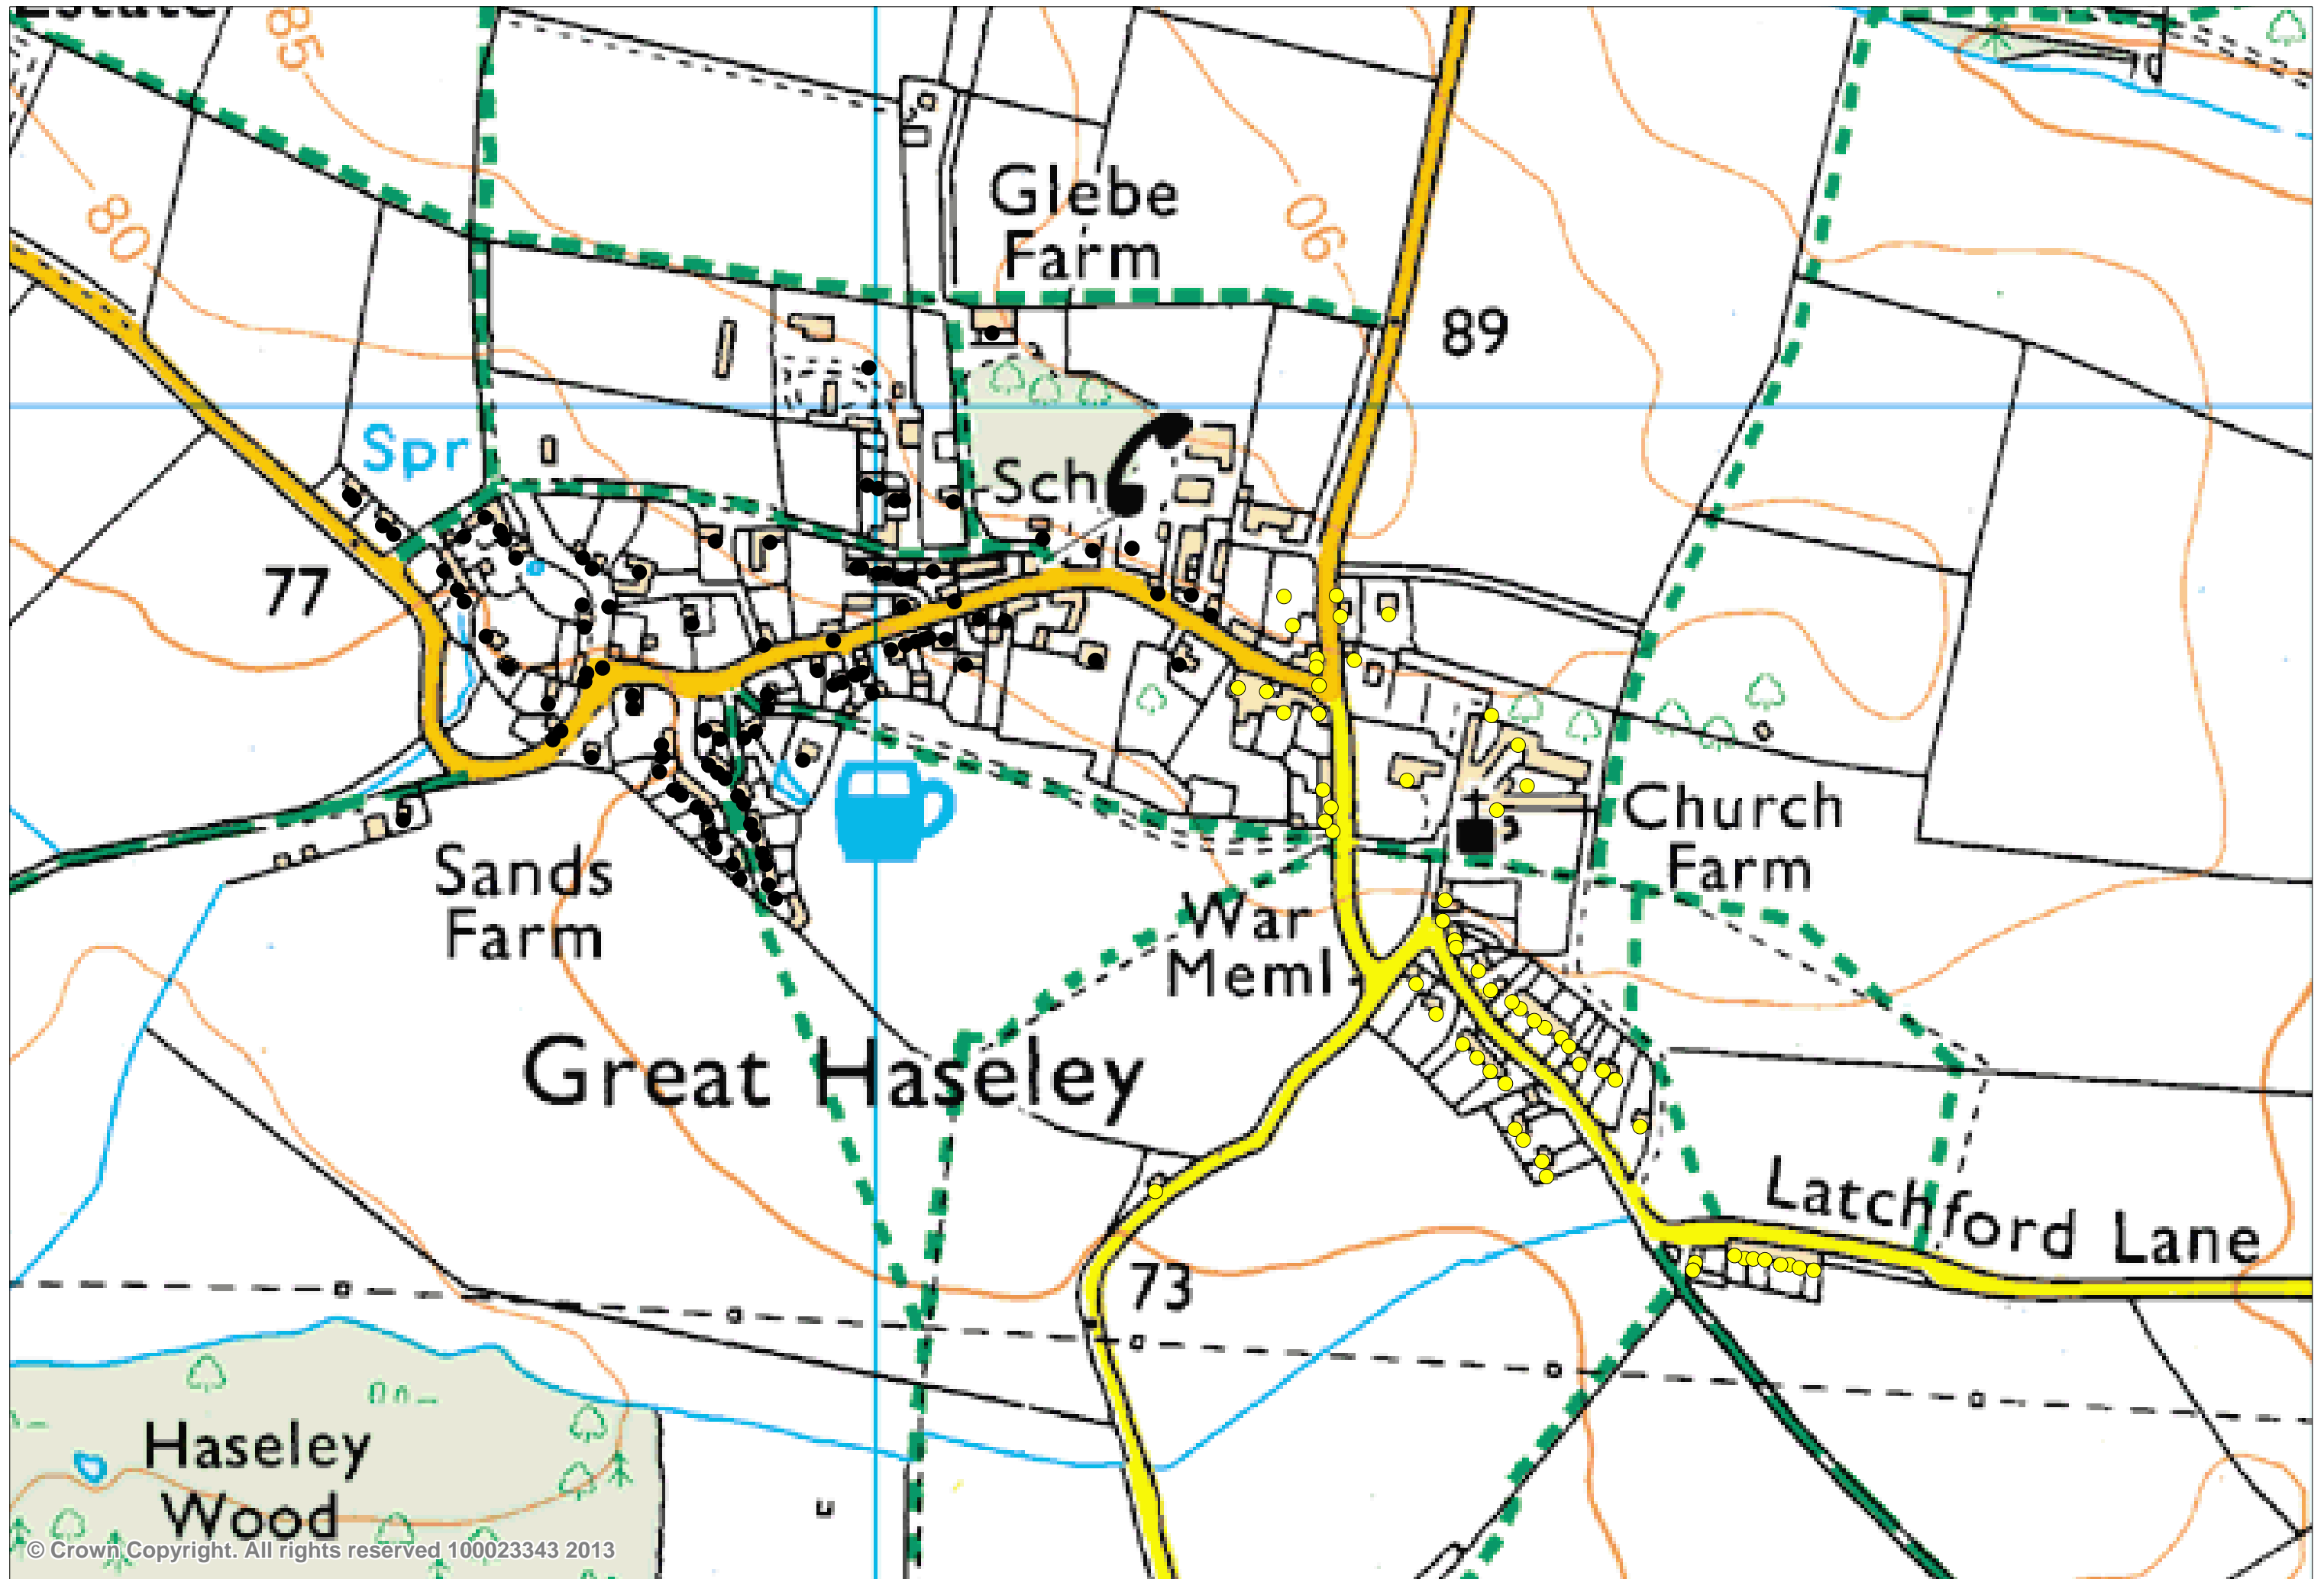 Estate
85
80
Glebe
Farm
90
89
Spr
Sch
77
Church
Farm
Sands
Farm
War
Meml
Great Haseley
Latchford Lane
73
Haseley
Wood
© Crown Copyright. All rights reserved 100023343 2013